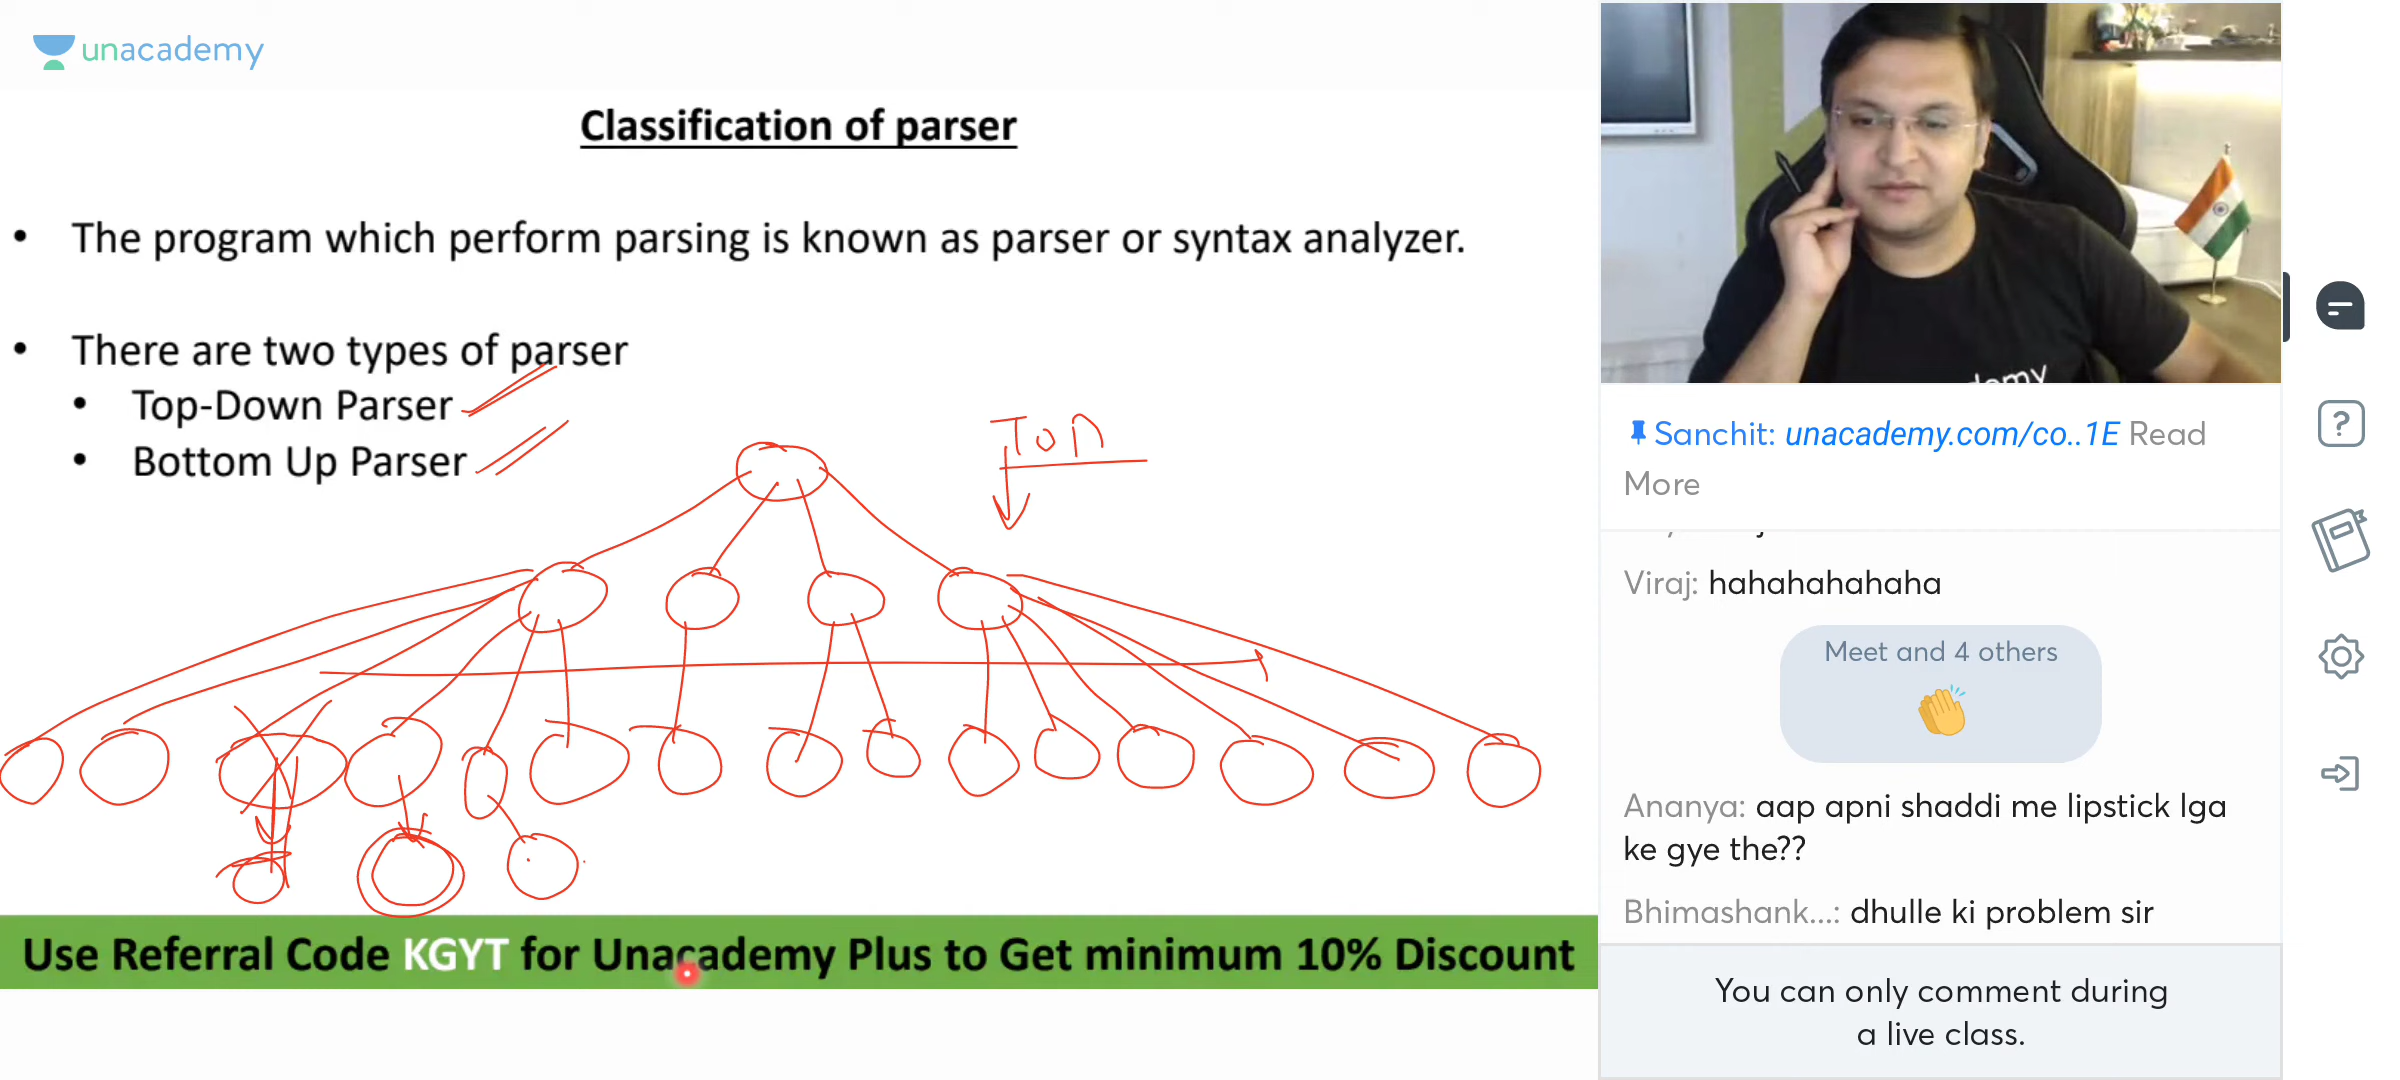 unacademy
Classification of parser
• The program which perform parsing is known as parser or syntax analyzer.
• There are two types of parser
• Top-Down Parser
• Bottom Up Parser
Top
Use Referral Code KGYT for Unacademy Plus to Get minimum 10% Discount
Sanchit: unacademy.com/co..1E Read
More
Viraj: hahahahahaha
Meet and 4 others
Ananya: aap apni shaddi me lipstick lga
ke gye the??
Bhimashank...: dhulle ki problem sir
You can only comment during
a live class.
?